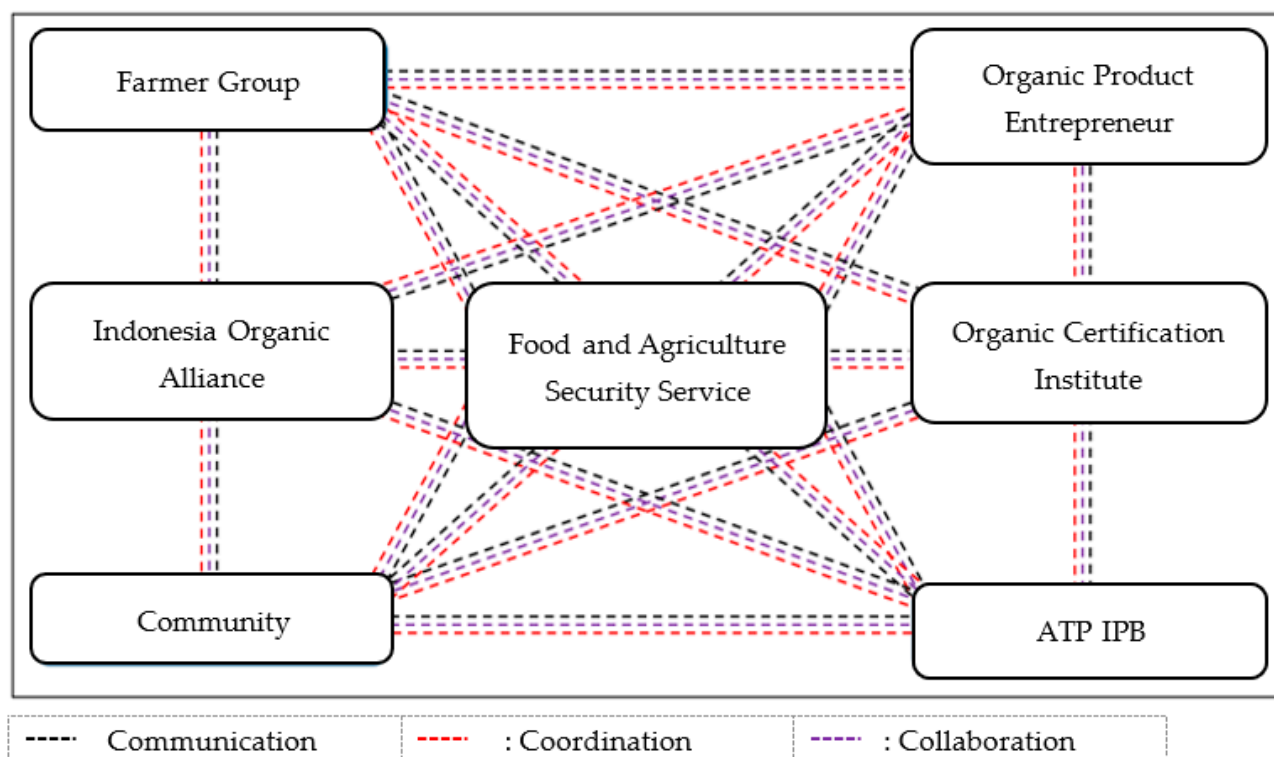 Farmer Group
Organic Product
Entrepreneur
Indonesia Organic
Alliance
Food and Agriculture
Security Service
Organic Certification
Institute
Community
ATP IPB
Communication
: Coordination
: Collaboration